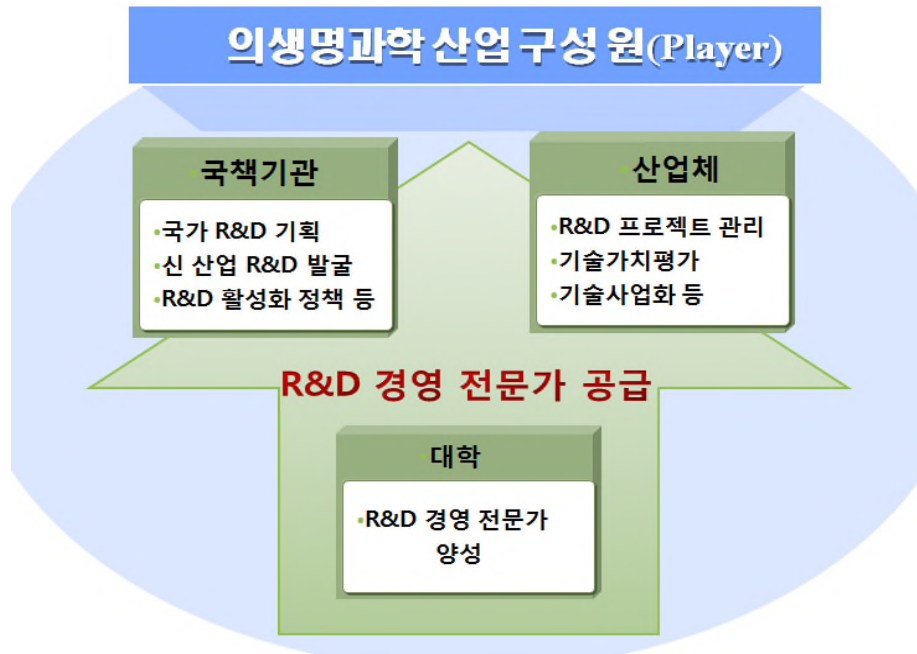 의생명과학 산업 구성 원(Player)
·국책기관
·국가 R&D 기획
·신 산업 R&D 발굴
·R&D 활성화 정책 등
·산업체
·R&D 프로젝트 관리
·기술가치평가
·기술사업화 등
R&D 경영 전문가 공급
·대학
·R&D 경영 전문가
양성